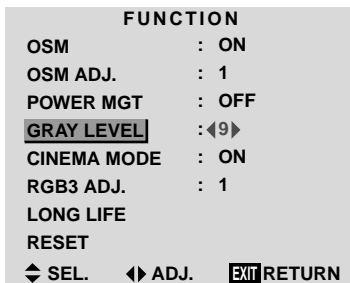 FUNCTION
OSM : ON
OSM ADJ. : 1
POWER MGT : OFF
GRAY LEVEL : 9
CINEMA MODE : ON
RGB3 ADJ. : 1
LONG LIFE
RESET
SEL. ADJ. EXIT RETURN